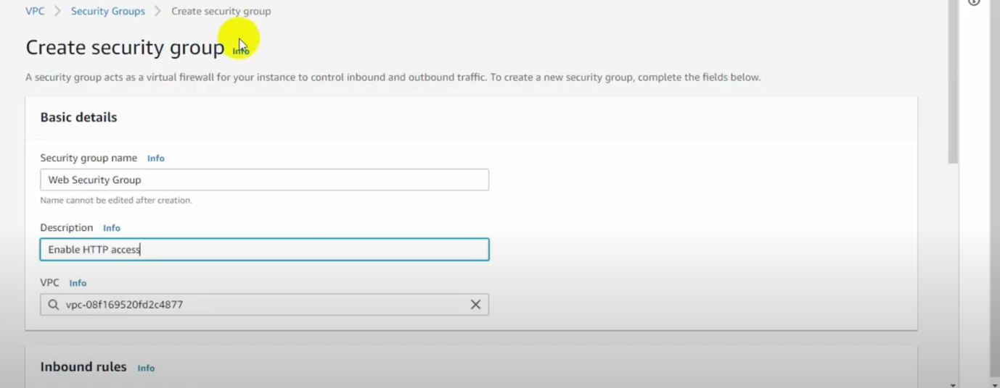 VPC > Security Groups > Create security group
Create security group Info
A security group acts as a virtual firewall for your instance to control inbound and outbound traffic. To create a new security group, complete the fields below.
Basic details
Security group name Info
Web Security Group
Name cannot be edited after creation.
Description Info
Enable HTTP access
VPC Info
vpc-08f169520fd2c4877
Inbound rules Info